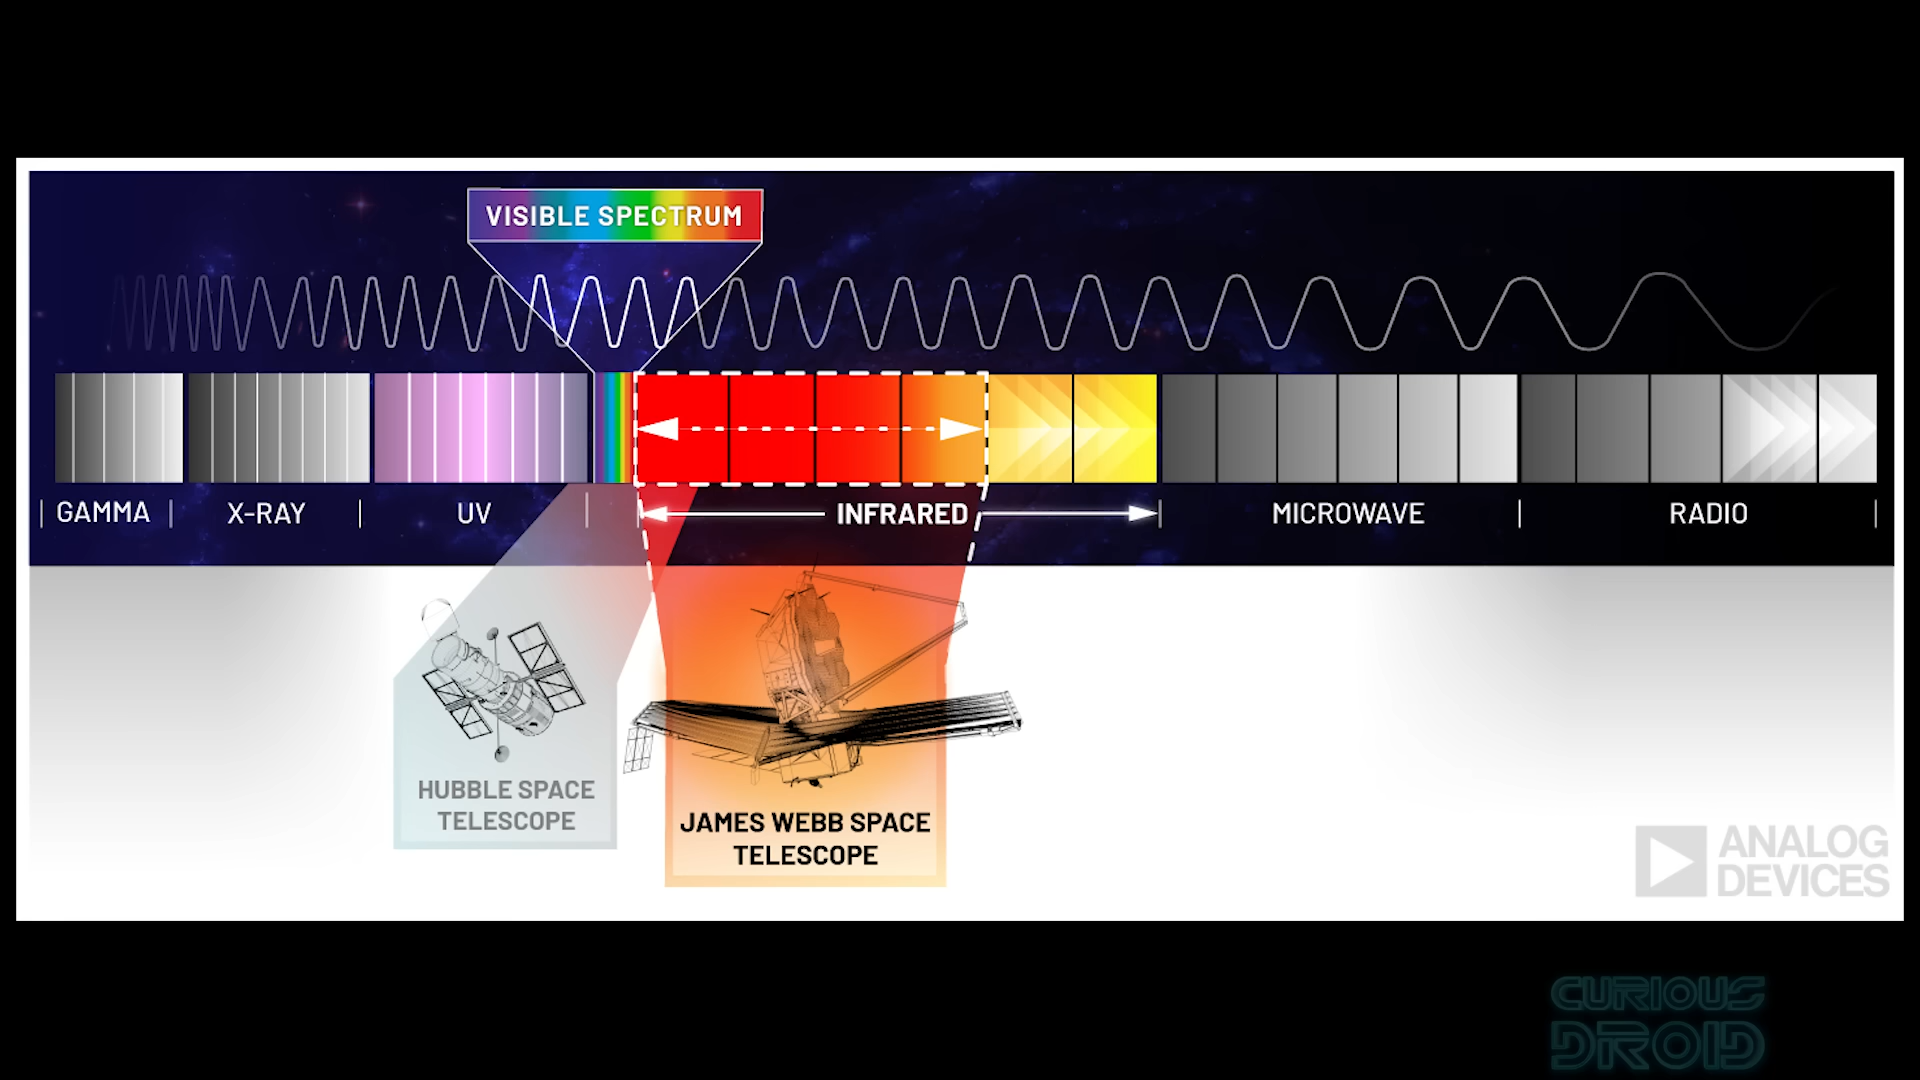 VISIBLE SPECTRUM
GAMMA
X-RAY
UV
INFRARED
MICROWAVE
RADIO
HUBBLE SPACE
TELESCOPE
JAMES WEBB SPACE
TELESCOPE
ANALOG
DEVICES
CURIOUS
DROID